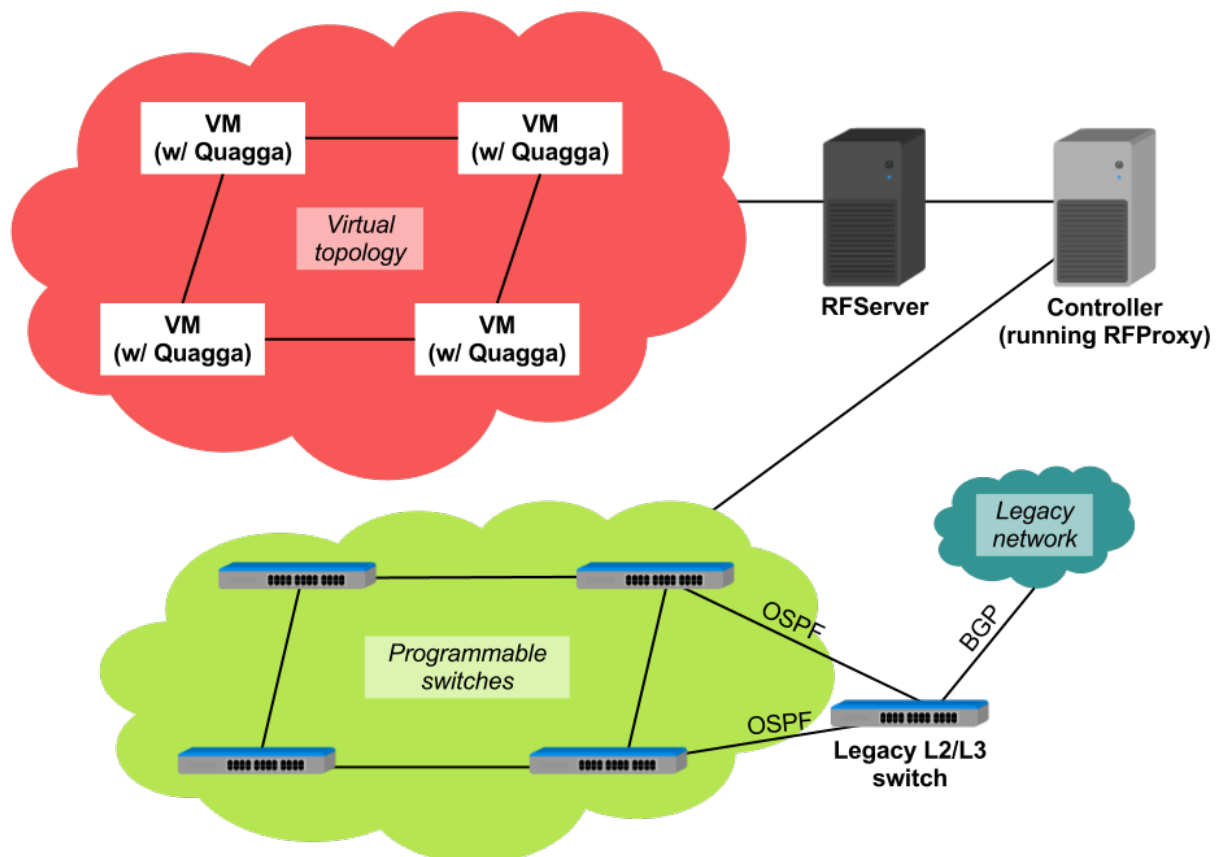 VM
(w/ Quagga)
VM
(w/ Quagga)
Virtual
topology
VM
(w/ Quagga)
VM
(w/ Quagga)
RFServer
Controller
(running RFProxy)
Legacy
network
OSPF
BGP
Programmable
switches
OSPF
Legacy L2/L3
switch